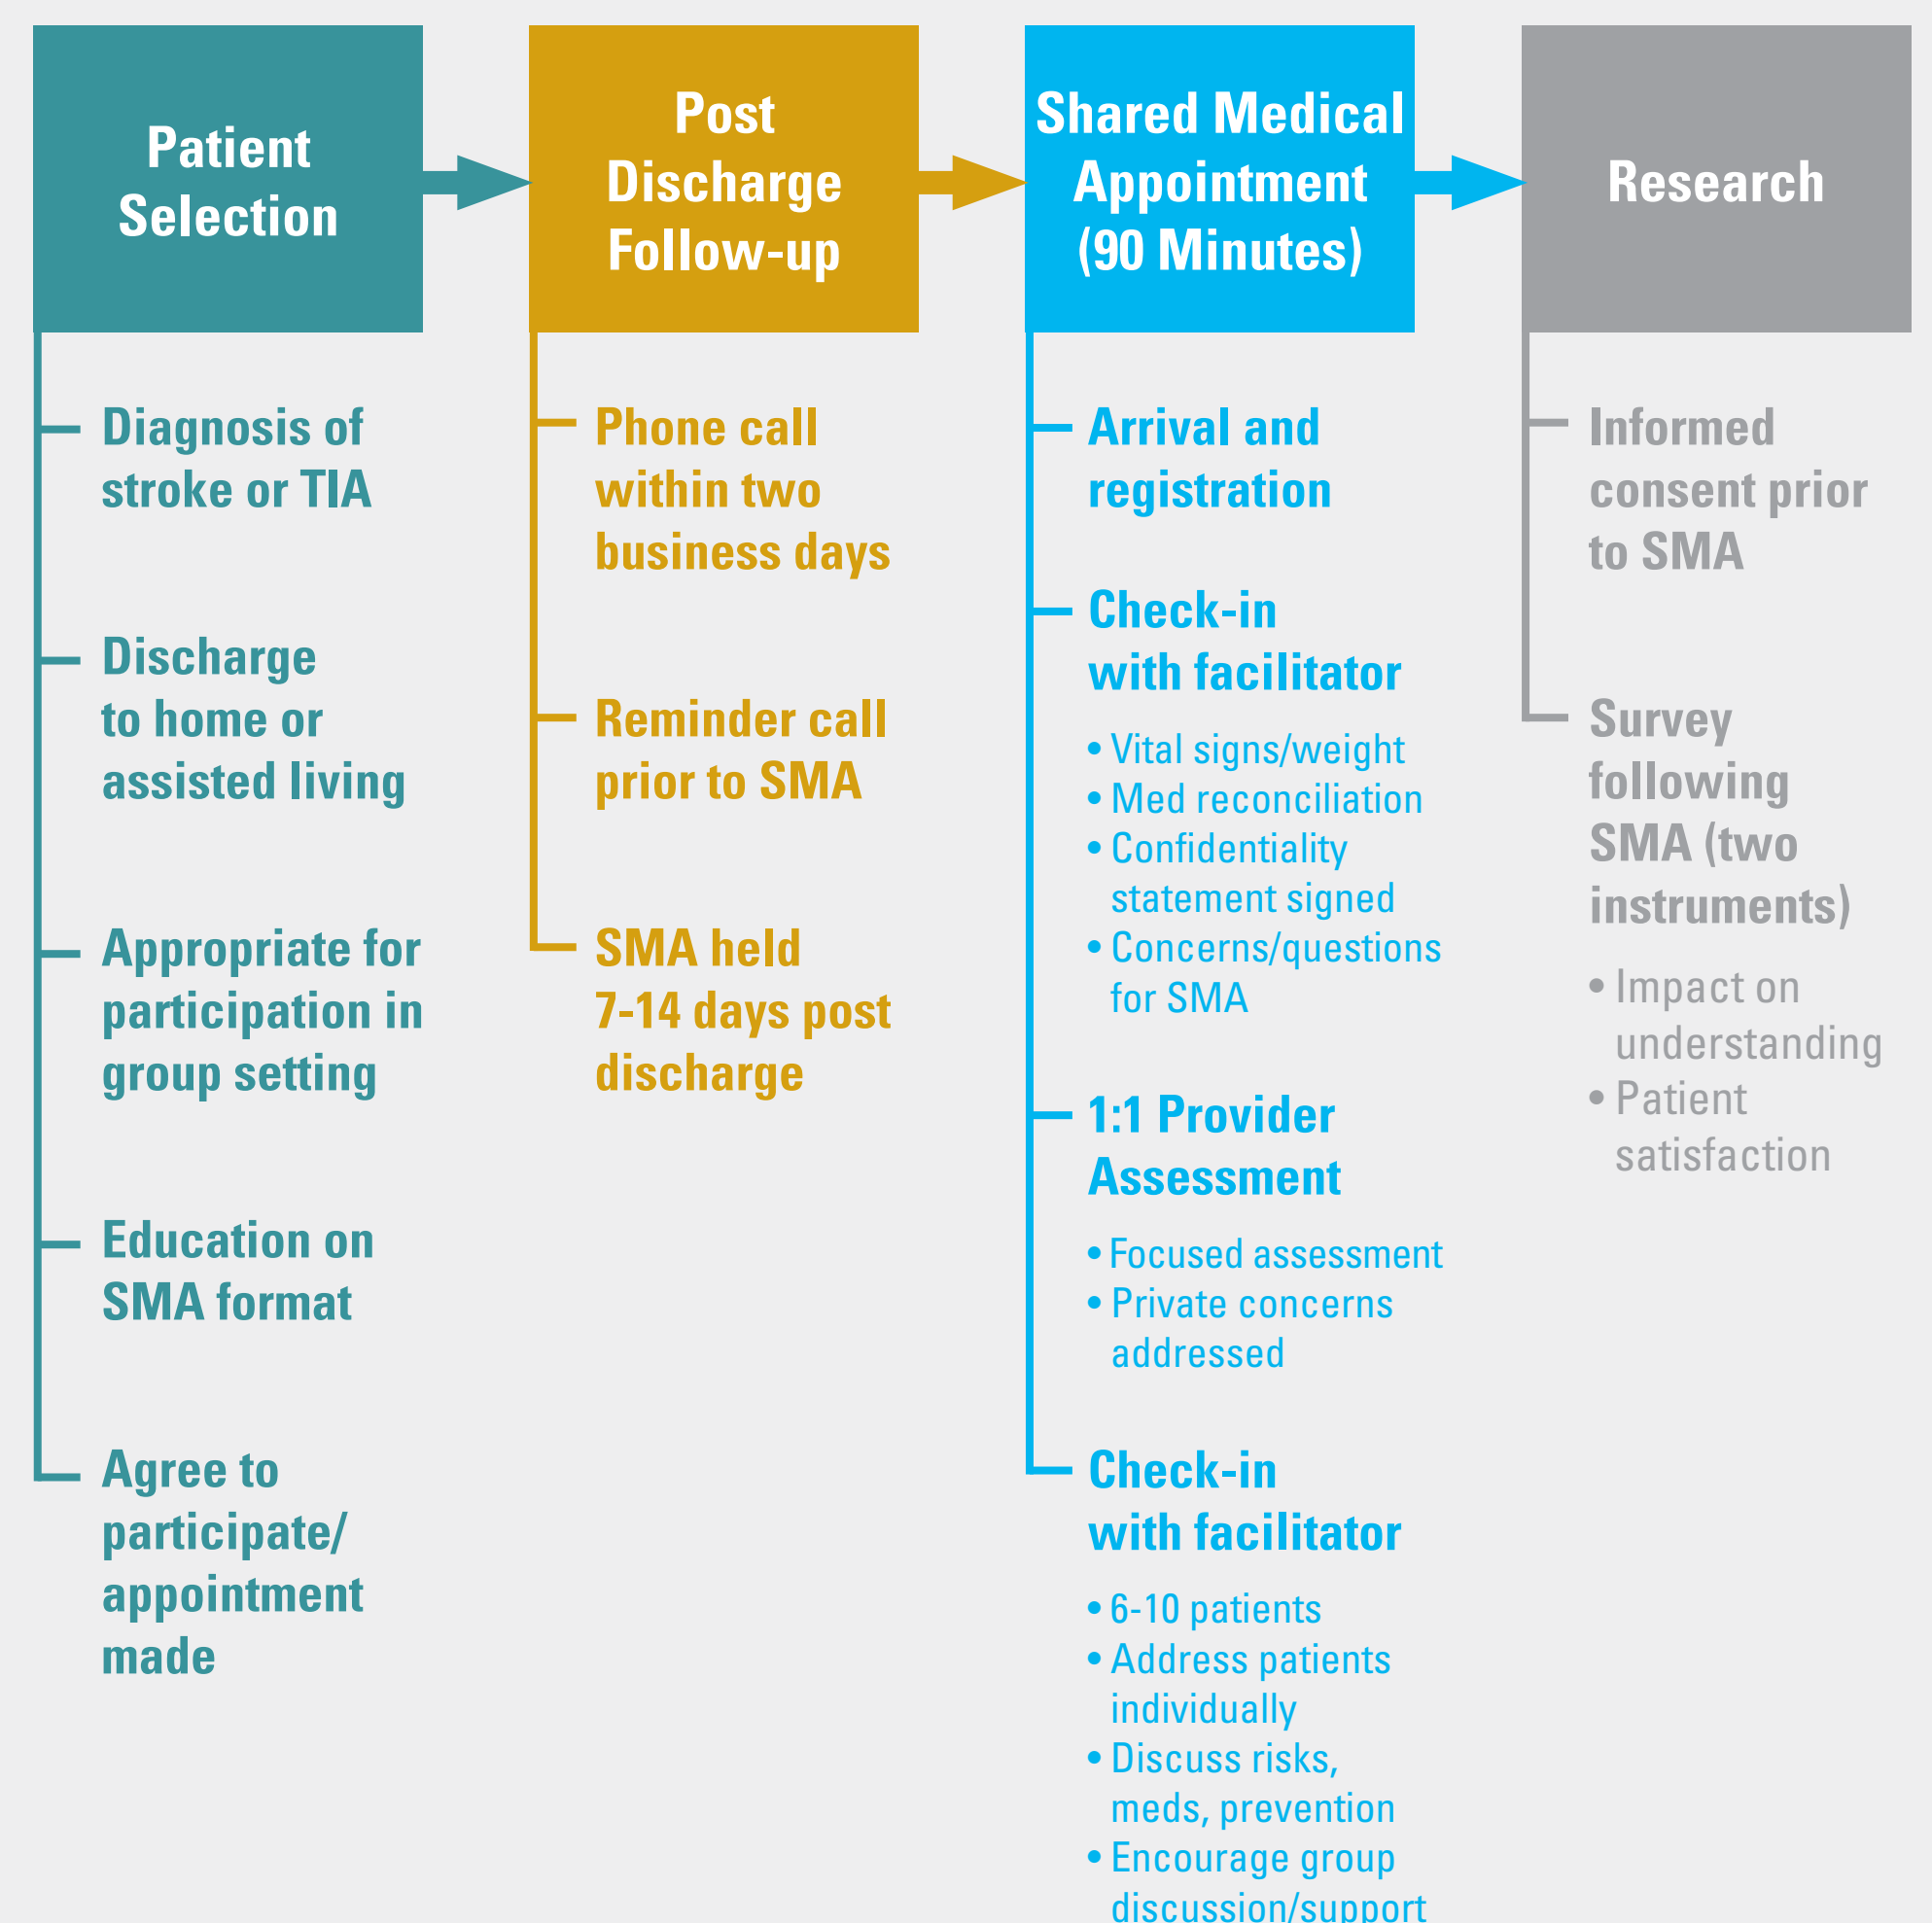 Patient
Selection
Post
Discharge
Follow-up
Shared Medical
Appointment
(90 Minutes)
Research
Diagnosis of
stroke or TIA
Discharge
to home or
assisted living
Appropriate for
participation in
group setting
Education on
SMA format
Agree to
participate/
appointment
made
Phone call
within two
business days
Reminder call
prior to SMA
SMA held
7-14 days post
discharge
Arrival and
registration
Check-in
with facilitator
• Vital signs/weight
• Med reconciliation
• Confidentiality
statement signed
• Concerns/questions
for SMA
1:1 Provider
Assessment
• Focused assessment
• Private concerns
addressed
Check-in
with facilitator
• 6-10 patients
• Address patients
individually
• Discuss risks,
meds, prevention
• Encourage group
discussion/support
Informed
consent prior
to SMA
Survey
following
SMA (two
instruments)
• Impact on
understanding
• Patient
satisfaction